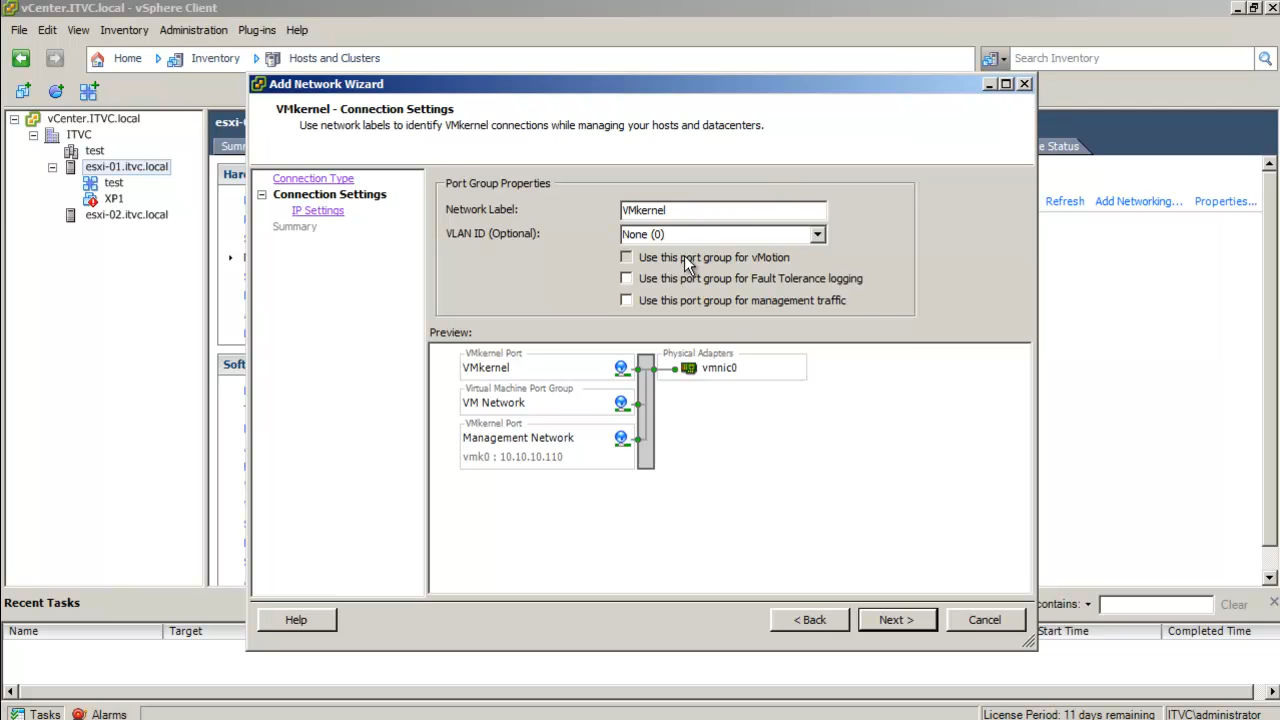 vCenter.ITVC.local - vSphere Client
File Edit View Inventory Administration Plug-ins Help
Home Inventory Hosts and Clusters Search Inventory
Add Network Wizard
VMkernel - Connection Settings
Use network labels to identify VMkernel connections while managing your hosts and datacenters.
vCenter.ITVC.local
ITVC
test
esxi-01.itvc.local
test
XP1
esxi-02.itvc.local
esxi-
Sum
e Status
Har
Refresh Add Networking... Properties...
Soft
Connection Type
Connection Settings
IP Settings
Summary
Port Group Properties
Network Label: VMkernel
VLAN ID (Optional): None (0)
Use this port group for vMotion
Use this port group for Fault Tolerance logging
Use this port group for management traffic
Preview:
VMkernel Port
VMkernel
Physical Adapters
vmnic0
Virtual Machine Port Group
VM Network
VMkernel Port
Management Network
vmk0 : 10.10.10.110
Help < Back Next > Cancel
Recent Tasks
contains: Clear
Name Target Start Time Completed Time
Tasks Alarms License Period: 11 days remaining ITVC\administrator